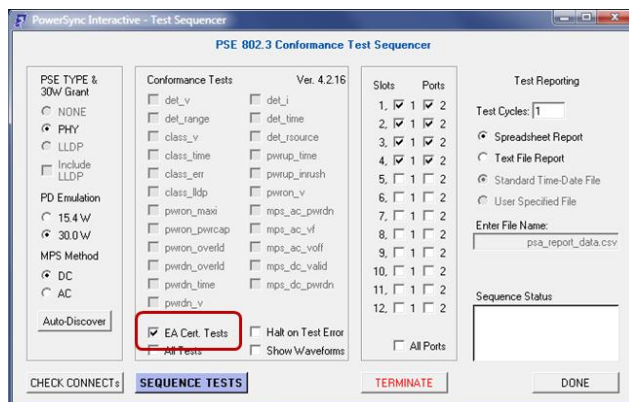 PowerSync Interactive - Test Sequencer
PSE 802.3 Conformance Test Sequencer
PSE TYPE &
30W Grant
NONE
PHY
LLDP
Include
LLDP
PD Emulation
15.4 W
30.0 W
MPS Method
DC
AC
Auto-Discover
Conformance Tests Ver. 4.2.16
det_v det_i
det_range det_time
class_v det_rsource
class_time pwrup_time
class_err pwrup_inrush
class_lldp pwron_v
pwron_maxi mps_ac_pwrdn
pwron_pwrcap mps_ac_vf
pwron_overld mps_ac_voff
pwrdn_overld mps_dc_valid
pwrdn_time mps_dc_pwrdn
pwrdn_v
EA Cert. Tests Halt on Test Error
All Tests Show Waveforms
Slots Ports
1, 1 2
2, 1 2
3, 1 2
4, 1 2
5, 1 2
6, 1 2
7, 1 2
8, 1 2
9, 1 2
10, 1 2
11, 1 2
12, 1 2
All Ports
Test Reporting
Test Cycles: 1
Spreadsheet Report
Text File Report
Standard Time-Date File
User Specified File
Enter File Name:
psa_report_data.csv
Sequence Status
CHECK CONNECTs SEQUENCE TESTS TERMINATE DONE